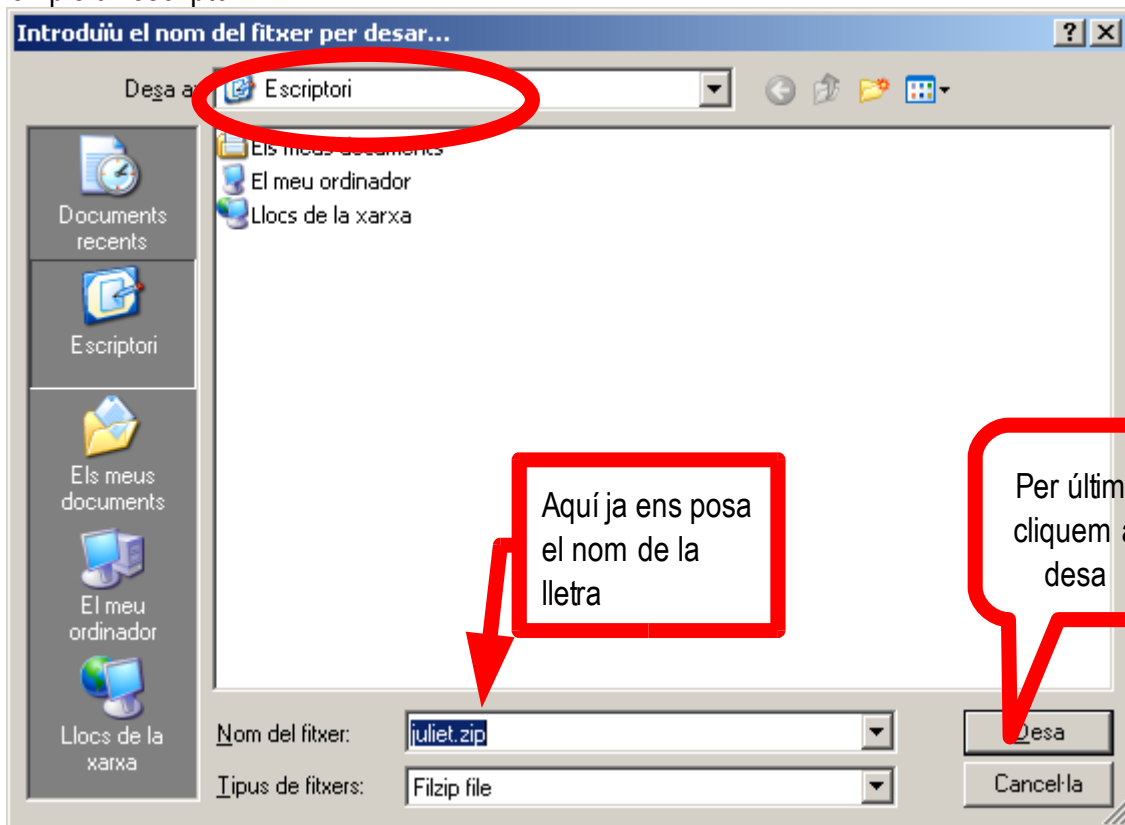 Introduïu el nom del fitxer per desar...
Desa a
Escriptori
Els meus documents
El meu ordinador
Llocs de la xarxa
Documents
recents
Escriptori
Els meus
documents
El meu
ordinador
Llocs de la
xarxa
Aquí ja ens posa
el nom de la
lletra
Per últim
cliquem a
desa
Nom del fitxer:
juliet.zip
Desa
Tipus de fitxers:
Filzip file
Cancel·la